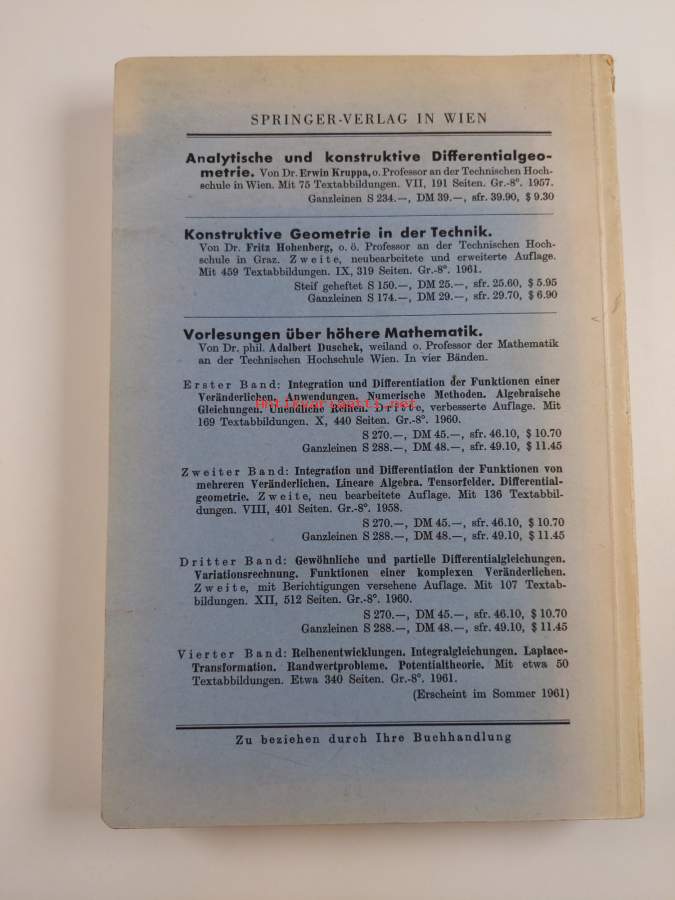 SPRINGER-VERLAG IN WIEN
Analytische und konstruktive Differentialgeo-
metrie. Von Dr. Erwin Kruppa, o. Professor an der Technischen Hoch-
schule in Wien. Mit 75 Textabbildungen. VII, 191 Seiten. Gr.-8°. 1957.
Ganzleinen S 234.—, DM 39.—, sfr. 39.90, $ 9.30
Konstruktive Geometrie in der Technik.
Von Dr. Fritz Hohenberg, o. ö. Professor an der Technischen Hoch-
schule in Graz. Zweite, neubearbeitete und erweiterte Auflage.
Mit 459 Textabbildungen. IX, 319 Seiten. Gr.-8°. 1961.
Steif geheftet S 150.—, DM 25.—, sfr. 25.60, $ 5.95
Ganzleinen S 174.—, DM 29.—, sfr. 29.70, $ 6.90
Vorlesungen über höhere Mathematik.
Von Dr. phil. Adalbert Duschek, weiland o. Professor der Mathematik
an der Technischen Hochschule Wien. In vier Bänden.
Erster Band: Integration und Differentiation der Funktionen einer
Veränderlichen. Anwendungen. Numerische Methoden. Algebraische
Gleichungen. Unendliche Reihen. Dritte, verbesserte Auflage. Mit
169 Textabbildungen. X, 440 Seiten. Gr.-8°. 1960.
S 270.—, DM 45.—, sfr. 46.10, $ 10.70
Ganzleinen S 288.—, DM 48.—, sfr. 49.10, $ 11.45
Zweiter Band: Integration und Differentiation der Funktionen von
mehreren Veränderlichen. Lineare Algebra. Tensorfelder. Differential-
geometrie. Zweite, neu bearbeitete Auflage. Mit 136 Textabbil-
dungen. VIII, 401 Seiten. Gr.-8°. 1958.
S 270.—, DM 45.—, sfr. 46.10, $ 10.70
Ganzleinen S 288.—, DM 48.—, sfr. 49.10, $ 11.45
Dritter Band: Gewöhnliche und partielle Differentialgleichungen.
Variationsrechnung. Funktionen einer komplexen Veränderlichen.
Zweite, mit Berichtigungen versehene Auflage. Mit 107 Textab-
bildungen. XII, 512 Seiten. Gr.-8°. 1960.
S 270.—, DM 45.—, sfr. 46.10, $ 10.70
Ganzleinen S 288.—, DM 48.—, sfr. 49.10, $ 11.45
Vierter Band: Reihenentwicklungen. Integralgleichungen. Laplace-
Transformation. Randwertprobleme. Potentialtheorie. Mit etwa 50
Textabbildungen. Etwa 340 Seiten. Gr.-8°. 1961.
(Erscheint im Sommer 1961)
Zu beziehen durch Ihre Buchhandlung